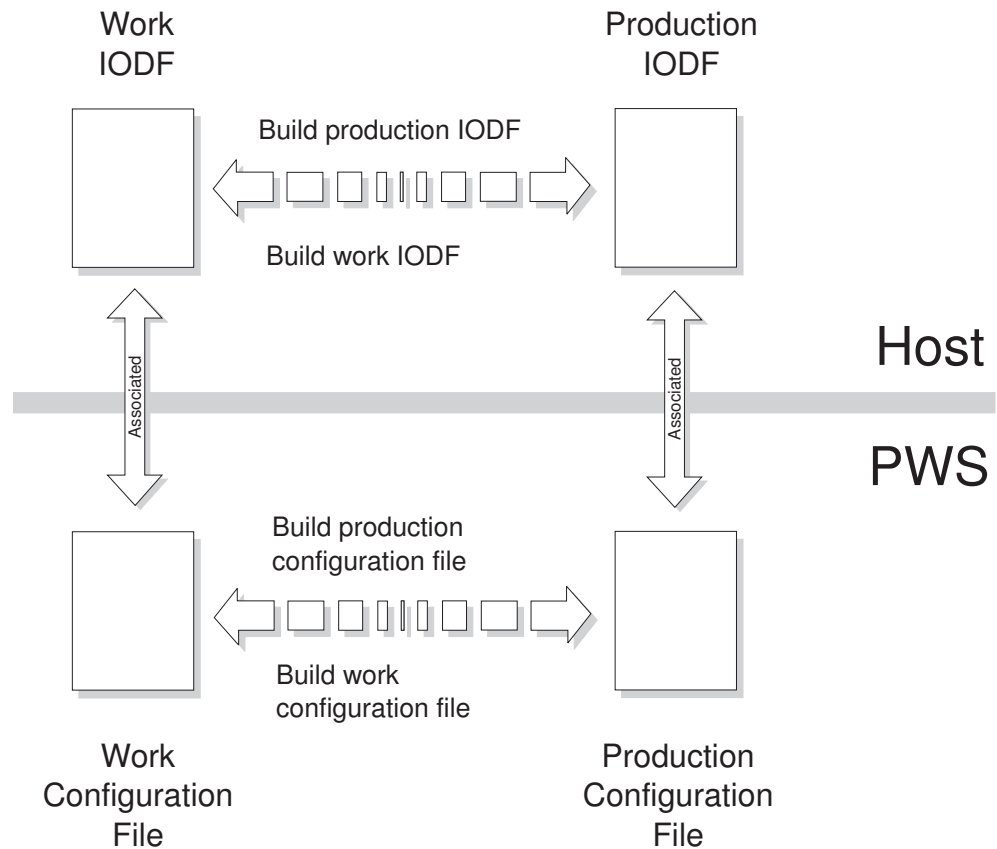 Work
IODF
Production
IODF
Build production IODF
Build work IODF
Associated
Associated
Host
PWS
Build production
configuration file
Build work
configuration file
Work
Configuration
File
Production
Configuration
File